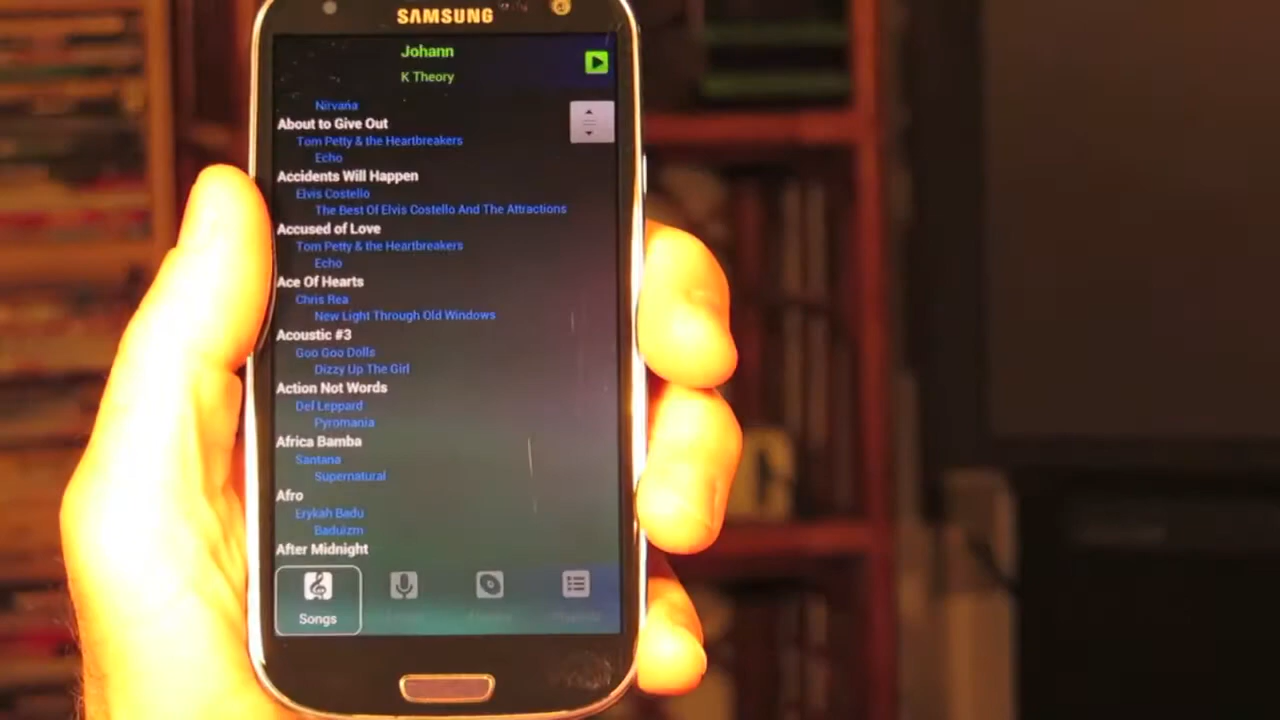 SAMSUNG
Johann
K Theory
Nirvana
About to Give Out
Tom Petty & the Heartbreakers
Echo
Accidents Will Happen
Elvis Costello
The Best Of Elvis Costello And The Attractions
Accused of Love
Tom Petty & the Heartbreakers
Echo
Ace Of Hearts
Chris Rea
New Light Through Old Windows
Acoustic #3
Goo Goo Dolls
Dizzy Up The Girl
Action Not Words
Def Leppard
Pyromania
Africa Bamba
Santana
Supernatural
Afro
Erykah Badu
Baduizm
After Midnight
Songs